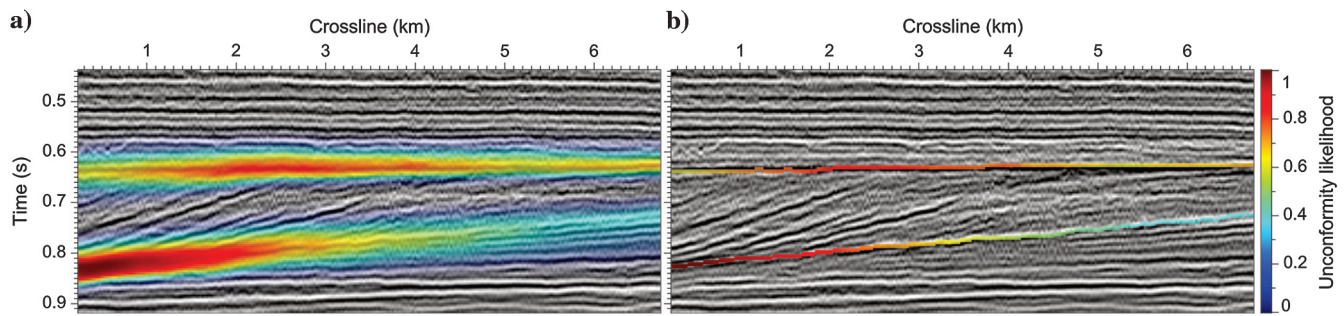 a)
Crossline (km)
1 2 3 4 5 6
Time (s)
0.5
0.6
0.7
0.8
0.9
b)
Crossline (km)
1 2 3 4 5 6
1
0.8
0.6
0.4
0.2
0
Unconformity likelihood